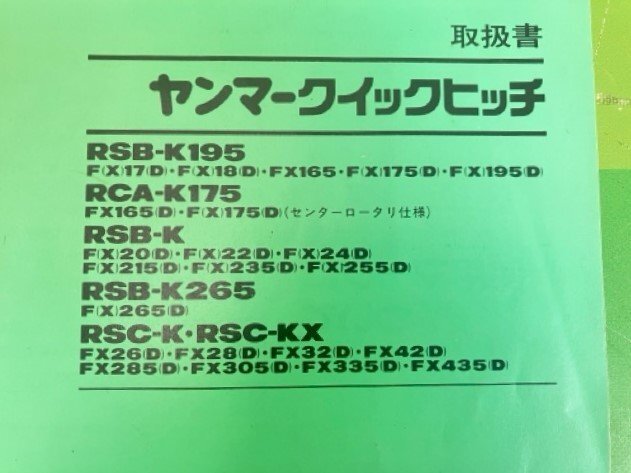 取扱書
ヤンマークイックヒッチ
RSB-K195
F(X)17(D)・F(X)18(D)・FX165・F(X)175(D)・F(X)195(D)
RCA-K175
FX165(D)・F(X)175(D)(センターロータリ仕様)
RSB-K
F(X)20(D)・F(X)22(D)・F(X)24(D)
F(X)215(D)・F(X)235(D)・F(X)255(D)
RSB-K265
F(X)265(D)
RSC-K・RSC-KX
FX26(D)・FX28(D)・FX32(D)・FX42(D)
FX285(D)・FX305(D)・FX335(D)・FX435(D)